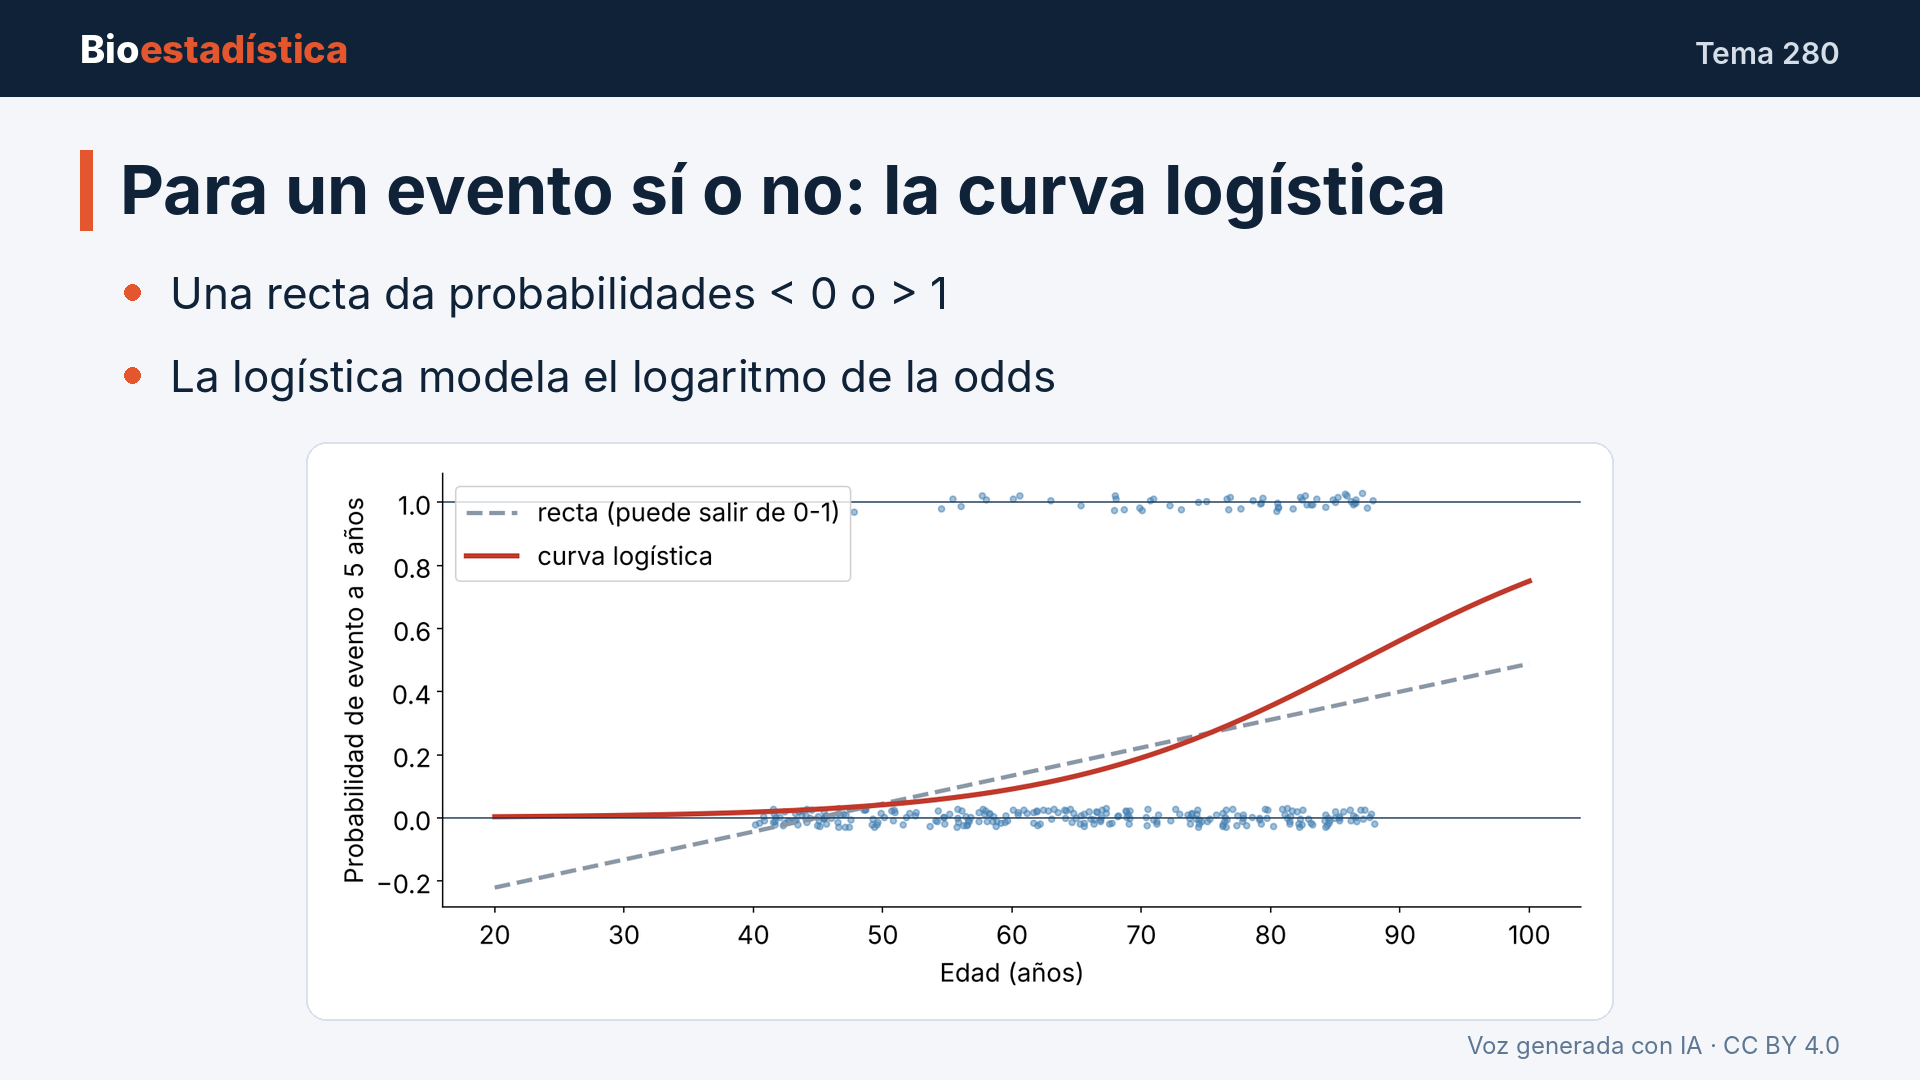 Bioestadística
Tema 280
Para un evento sí o no: la curva logística
Una recta da probabilidades < 0 o > 1
La logística modela el logaritmo de la odds
Probabilidad de evento a 5 años
1.0
0.8
0.6
0.4
0.2
0.0
−0.2
recta (puede salir de 0-1)
curva logística
20 30 40 50 60 70 80 90 100
Edad (años)
Voz generada con IA · CC BY 4.0